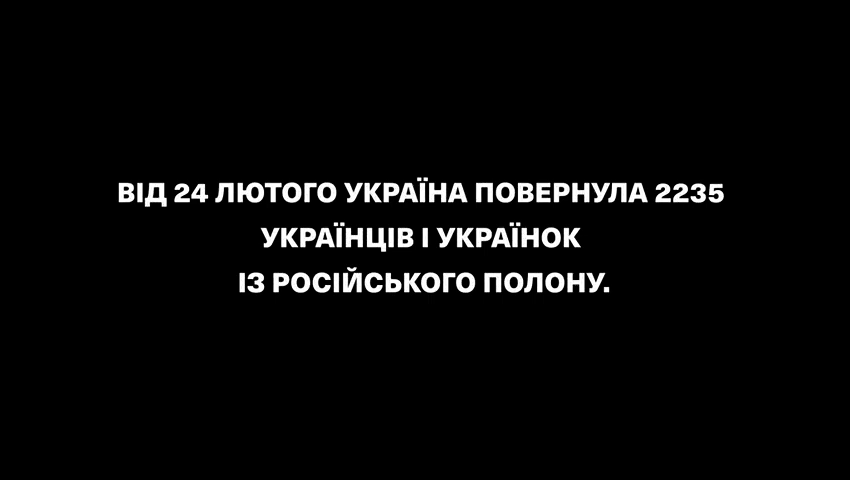 ВІД 24 ЛЮТОГО УКРАЇНА ПОВЕРНУЛА 2235
УКРАЇНЦІВ І УКРАЇНОК
ІЗ РОСІЙСЬКОГО ПОЛОНУ.